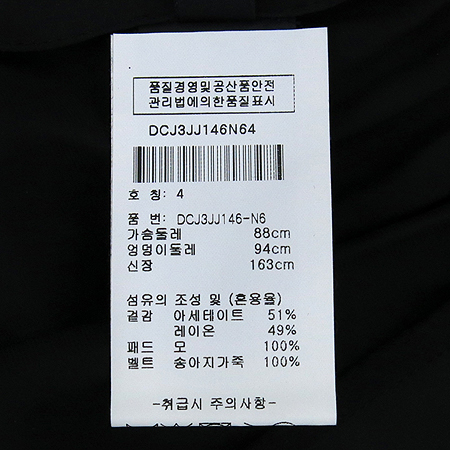 품질경영및공산품안전
관리법에의한품질표시
DCJ3JJ146N64
호 칭: 4
품 번: DCJ3JJ146-N6
가슴둘레 88cm
엉덩이둘레 94cm
신장 163cm
섬유의 조성 및 (혼용율)
겉감 아세테이트 51%
레이온 49%
패드 모 100%
벨트 송아지가죽 100%
-취급시 주의사항-